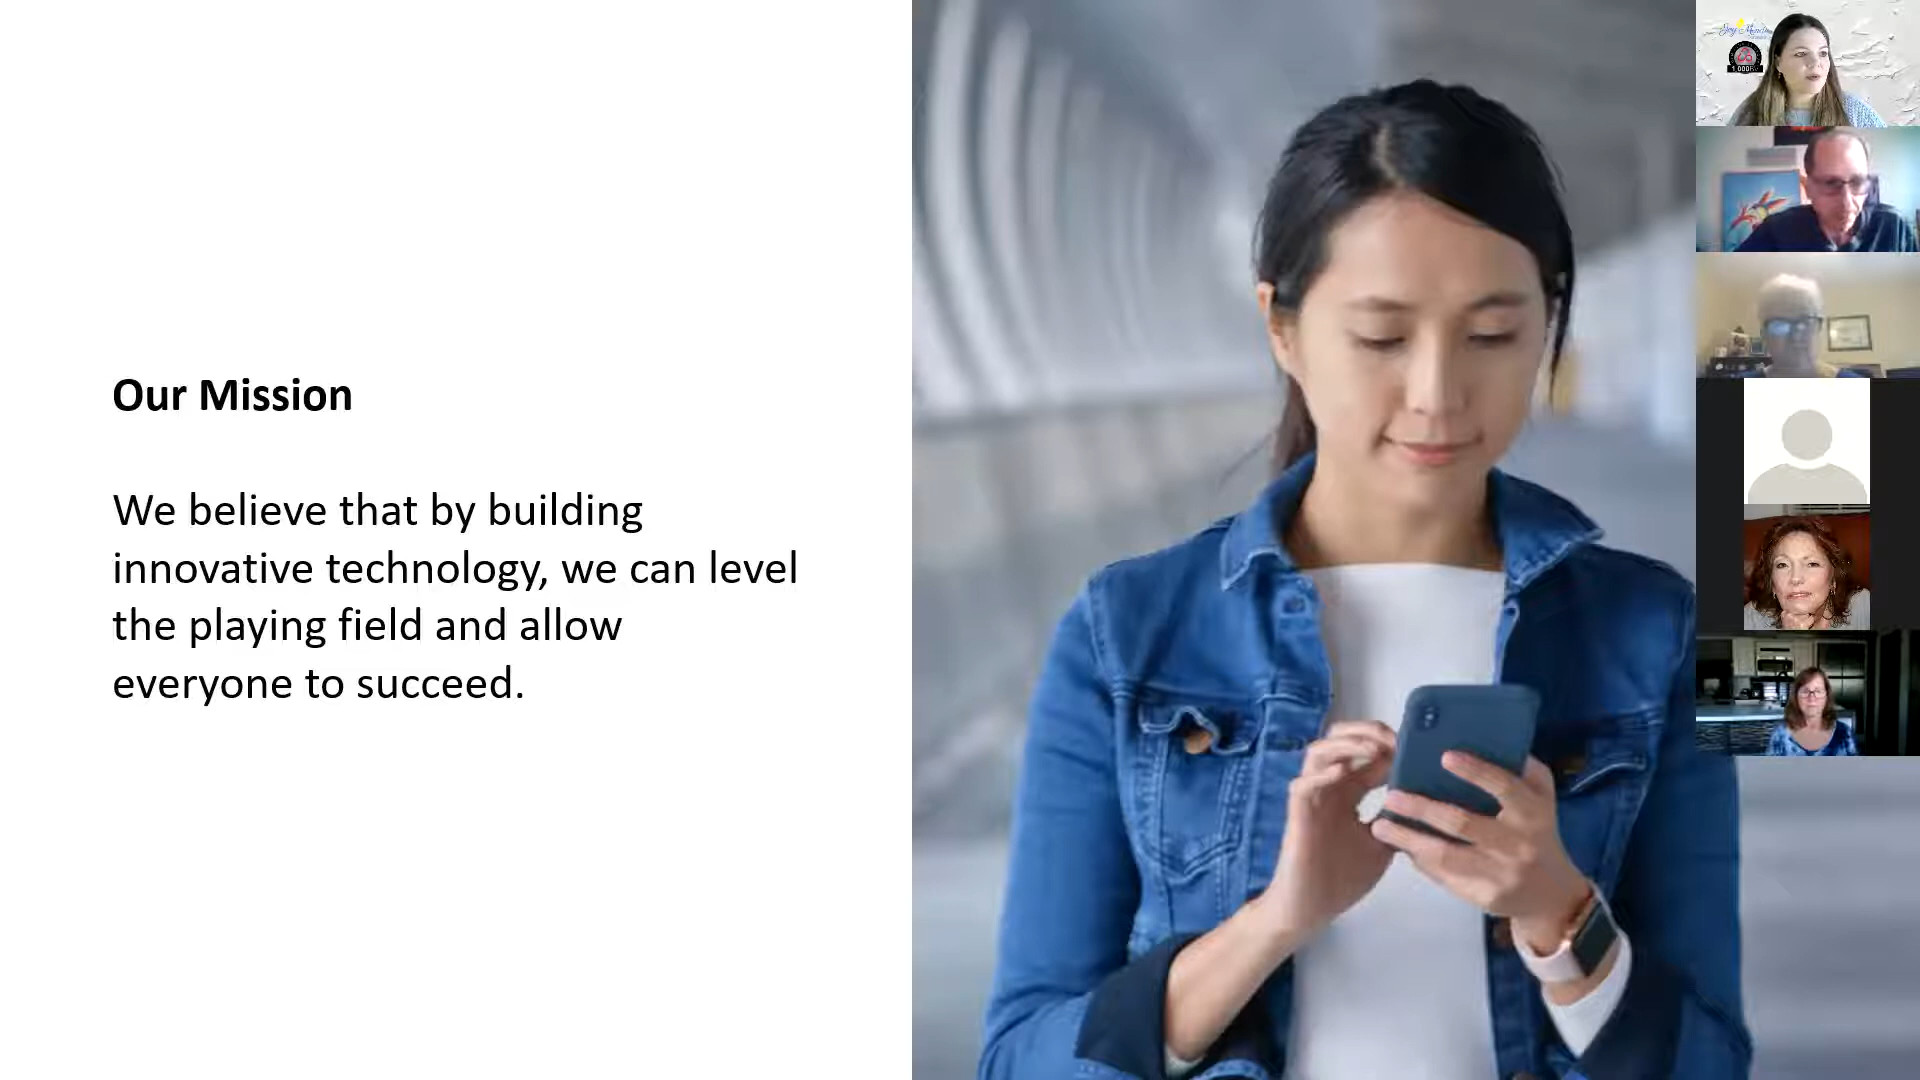 Our Mission
We believe that by building
innovative technology, we can level
the playing field and allow
everyone to succeed.